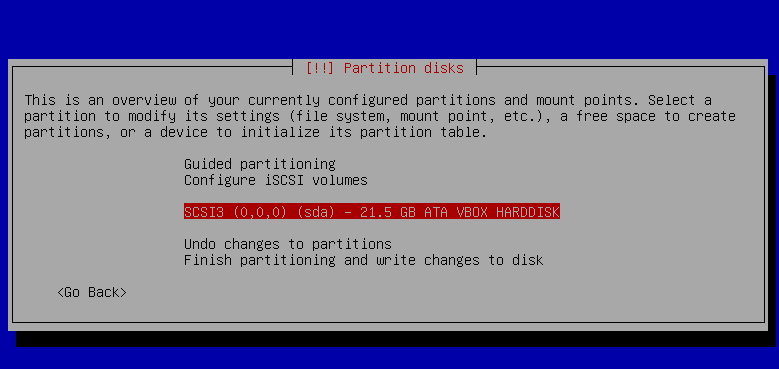 [!!] Partition disks
This is an overview of your currently configured partitions and mount points. Select a
partition to modify its settings (file system, mount point, etc.), a free space to create
partitions, or a device to initialize its partition table.
Guided partitioning
Configure iSCSI volumes
SCSI3 (0,0,0) (sda) – 21.5 GB ATA VBOX HARDDISK
Undo changes to partitions
Finish partitioning and write changes to disk
<Go Back>